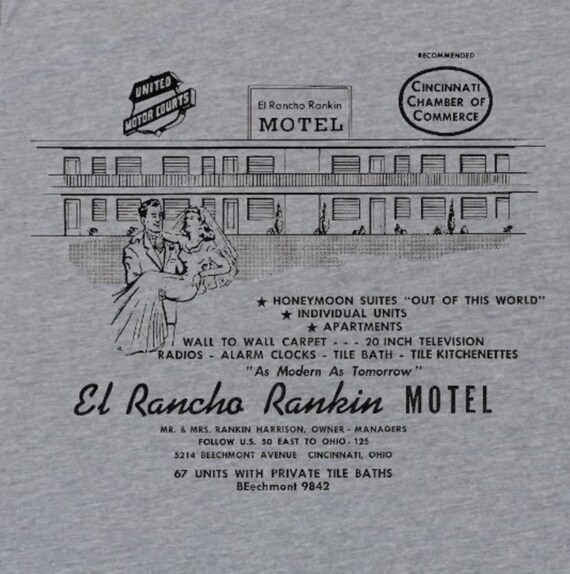 RECOMMENDED
UNITED
MOTOR COURTS
El Rancho Rankin
MOTEL
CINCINNATI
CHAMBER OF
COMMERCE
★ HONEYMOON SUITES "OUT OF THIS WORLD"
★ INDIVIDUAL UNITS
★ APARTMENTS
WALL TO WALL CARPET - - - 20 INCH TELEVISION
RADIOS - ALARM CLOCKS - TILE BATH - TILE KITCHENETTES
"As Modern As Tomorrow"
El Rancho Rankin MOTEL
MR. & MRS. RANKIN HARRISON, OWNER - MANAGERS
FOLLOW U.S. 50 EAST TO OHIO - 125
5214 BEECHMONT AVENUE CINCINNATI, OHIO
67 UNITS WITH PRIVATE TILE BATHS
BEechmont 9842